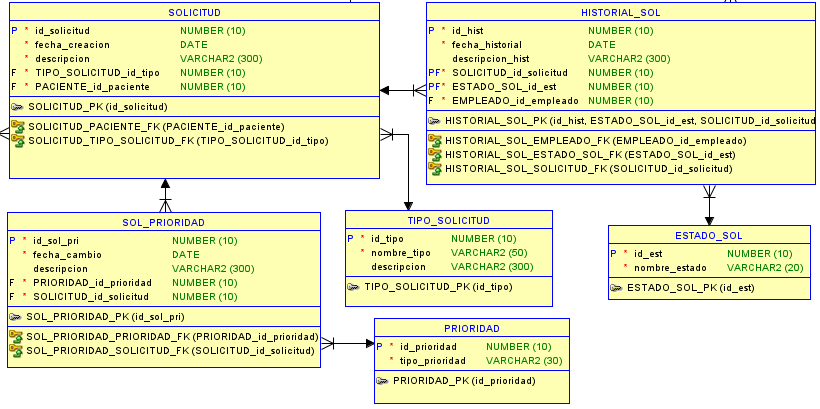 SOLICITUD
P * id_solicitud NUMBER (10)
* fecha_creacion DATE
* descripcion VARCHAR2 (300)
F * TIPO_SOLICITUD_id_tipo NUMBER (10)
F * PACIENTE_id_paciente NUMBER (10)
SOLICITUD_PK (id_solicitud)
SOLICITUD_PACIENTE_FK (PACIENTE_id_paciente)
SOLICITUD_TIPO_SOLICITUD_FK (TIPO_SOLICITUD_id_tipo)
HISTORIAL_SOL
P * id_hist NUMBER (10)
* fecha_historial DATE
descripcion_hist VARCHAR2 (300)
PF* SOLICITUD_id_solicitud NUMBER (10)
PF* ESTADO_SOL_id_est NUMBER (10)
F * EMPLEADO_id_empleado NUMBER (10)
HISTORIAL_SOL_PK (id_hist, ESTADO_SOL_id_est, SOLICITUD_id_solicitud
HISTORIAL_SOL_EMPLEADO_FK (EMPLEADO_id_empleado)
HISTORIAL_SOL_ESTADO_SOL_FK (ESTADO_SOL_id_est)
HISTORIAL_SOL_SOLICITUD_FK (SOLICITUD_id_solicitud)
SOL_PRIORIDAD
P * id_sol_pri NUMBER (10)
* fecha_cambio DATE
descripcion VARCHAR2 (300)
F * PRIORIDAD_id_prioridad NUMBER (10)
F * SOLICITUD_id_solicitud NUMBER (10)
SOL_PRIORIDAD_PK (id_sol_pri)
SOL_PRIORIDAD_PRIORIDAD_FK (PRIORIDAD_id_prioridad)
SOL_PRIORIDAD_SOLICITUD_FK (SOLICITUD_id_solicitud)
TIPO_SOLICITUD
P * id_tipo NUMBER (10)
* nombre_tipo VARCHAR2 (50)
descripcion VARCHAR2 (300)
TIPO_SOLICITUD_PK (id_tipo)
ESTADO_SOL
P * id_est NUMBER (10)
* nombre_estado VARCHAR2 (20)
ESTADO_SOL_PK (id_est)
PRIORIDAD
P * id_prioridad NUMBER (10)
* tipo_prioridad VARCHAR2 (30)
PRIORIDAD_PK (id_prioridad)